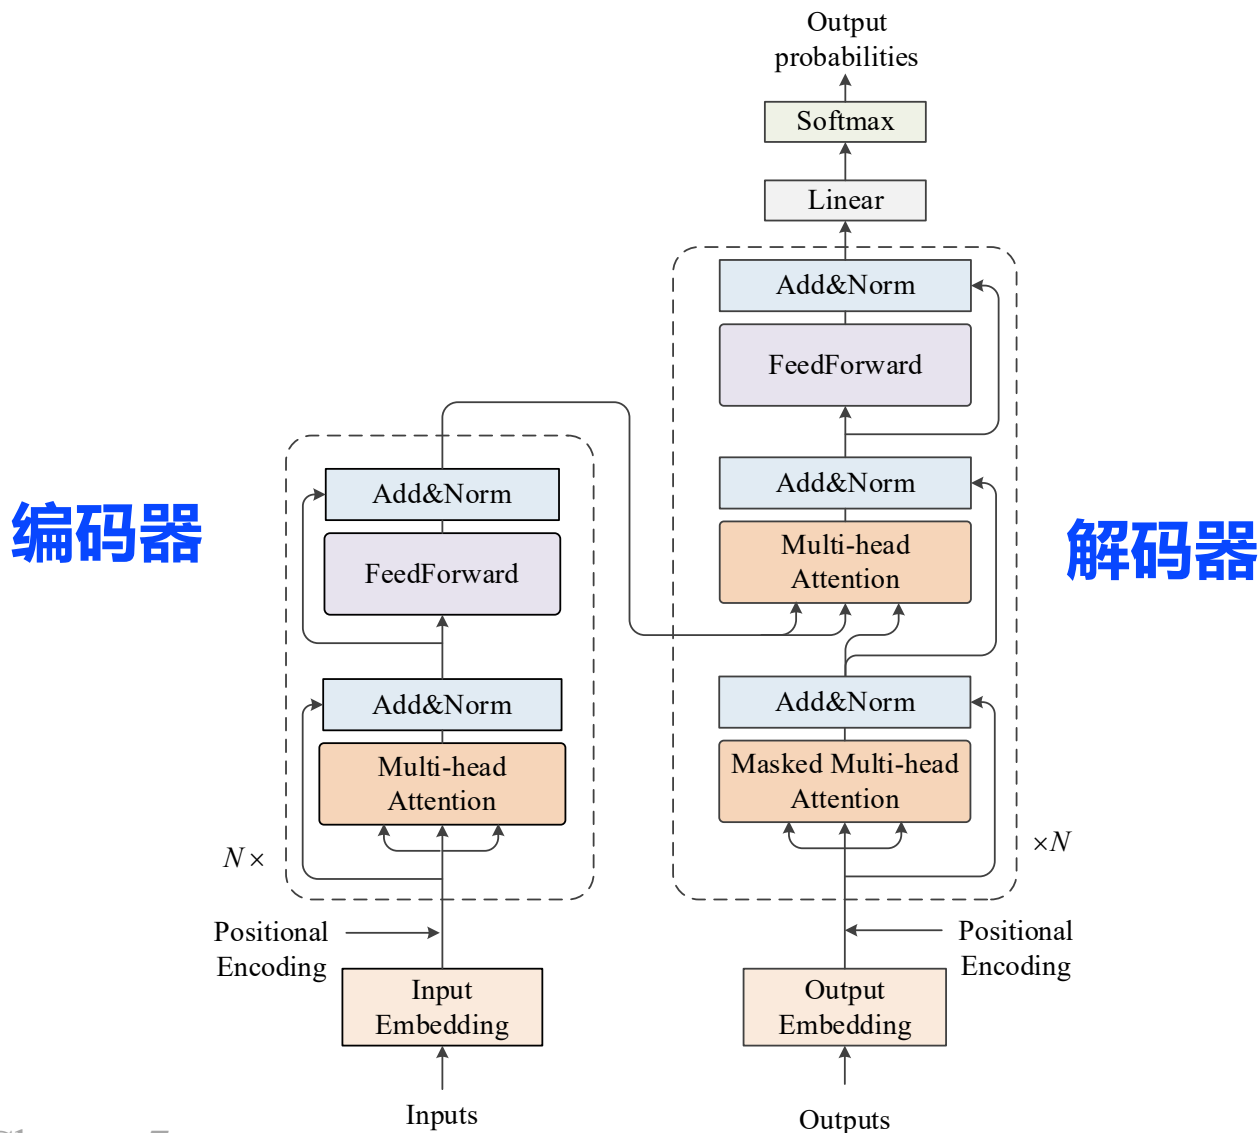 Output
probabilities
Softmax
Linear
Add&Norm
FeedForward
Add&Norm
Multi-head
Attention
Add&Norm
Masked Multi-head
Attention
×N
Positional
Encoding
Output
Embedding
Outputs
解码器
编码器
Add&Norm
FeedForward
Add&Norm
Multi-head
Attention
N×
Positional
Encoding
Input
Embedding
Inputs